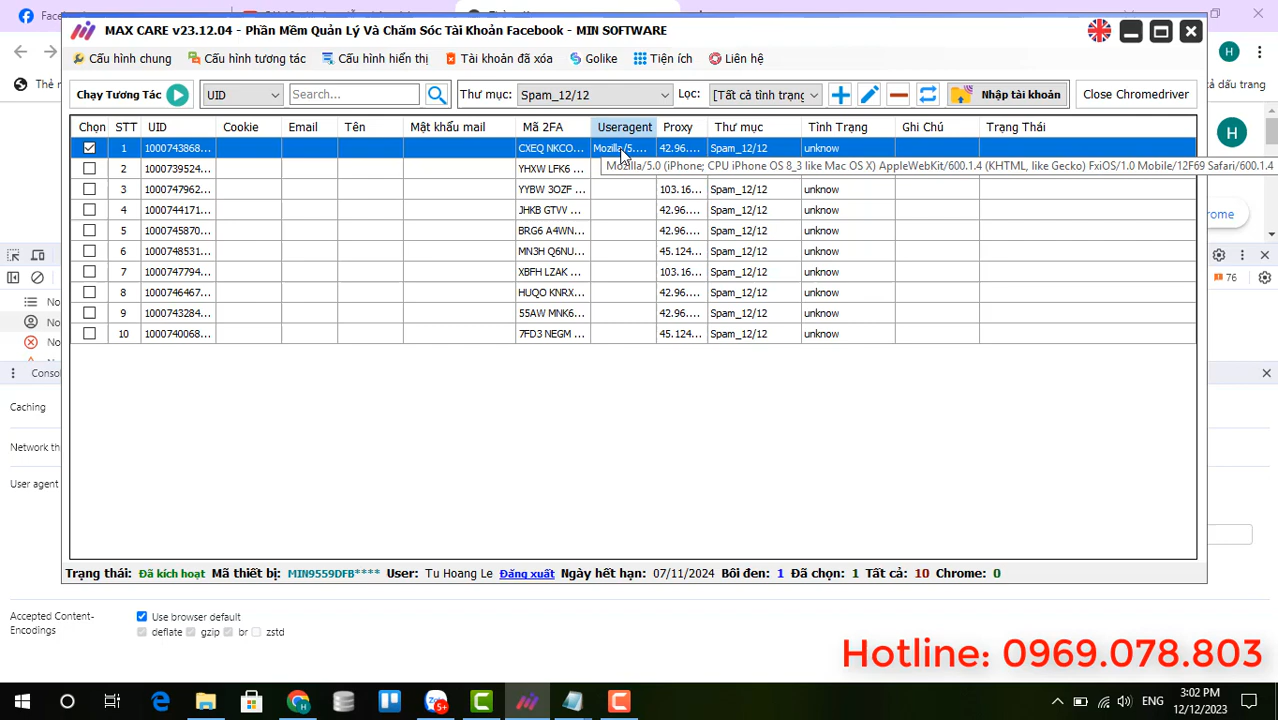 Faceb
MAX CARE v23.12.04 - Phần Mềm Quản Lý Và Chăm Sóc Tài Khoản Facebook - MIN SOFTWARE
H
Thẻ
ả dấu trang
Cấu hình chung Cấu hình tương tác Cấu hình hiển thị Tài khoản đã xóa Golike Tiện ích Liên hệ
Chạy Tương Tác UID Search... Thư mục: Spam_12/12 Lọc: [Tất cả tình trạng Nhập tài khoản Close Chromedriver
Chọn STT UID Cookie Email Tên Mật khẩu mail Mã 2FA Useragent Proxy Thư mục Tình Trạng Ghi Chú Trạng Thái
1 1000743868... CXEQ NKCO... Mozilla/5.... 42.96.... Spam_12/12 unknow
H
Mozilla/5.0 (iPhone; CPU iPhone OS 8_3 like Mac OS X) AppleWebKit/600.1.4 (KHTML, like Gecko) FxiOS/1.0 Mobile/12F69 Safari/600.1.4
2 1000739524... YHXW LFK6 ...
3 1000747962... YYBW 3OZF ... 103.16... Spam_12/12 unknow
4 1000744171... JHKB GTVV ... 42.96.... Spam_12/12 unknow
rome
5 1000745870... BRG6 A4WN... 42.96.... Spam_12/12 unknow
6 1000748531... MN3H Q6NU... 45.124... Spam_12/12 unknow
7 1000747794... XBFH LZAK ... 103.16... Spam_12/12 unknow
76
8 1000746467... HUQO KNRX... 42.96.... Spam_12/12 unknow
No
9 1000743284... 55AW MNK6... 42.96.... Spam_12/12 unknow
No
10 1000740068... 7FD3 NEGM ... 45.124... Spam_12/12 unknow
No
Conso
Caching
Network th
User agent
Trạng thái: Đã kích hoạt Mã thiết bị: MIN9559DFB**** User: Tu Hoang Le Đăng xuất Ngày hết hạn: 07/11/2024 Bôi đen: 1 Đã chọn: 1 Tất cả: 10 Chrome: 0
Accepted Content-
Encodings
Use browser default
deflate gzip br zstd
Hotline: 0969.078.803
5+
ENG
3:02 PM
12/12/2023